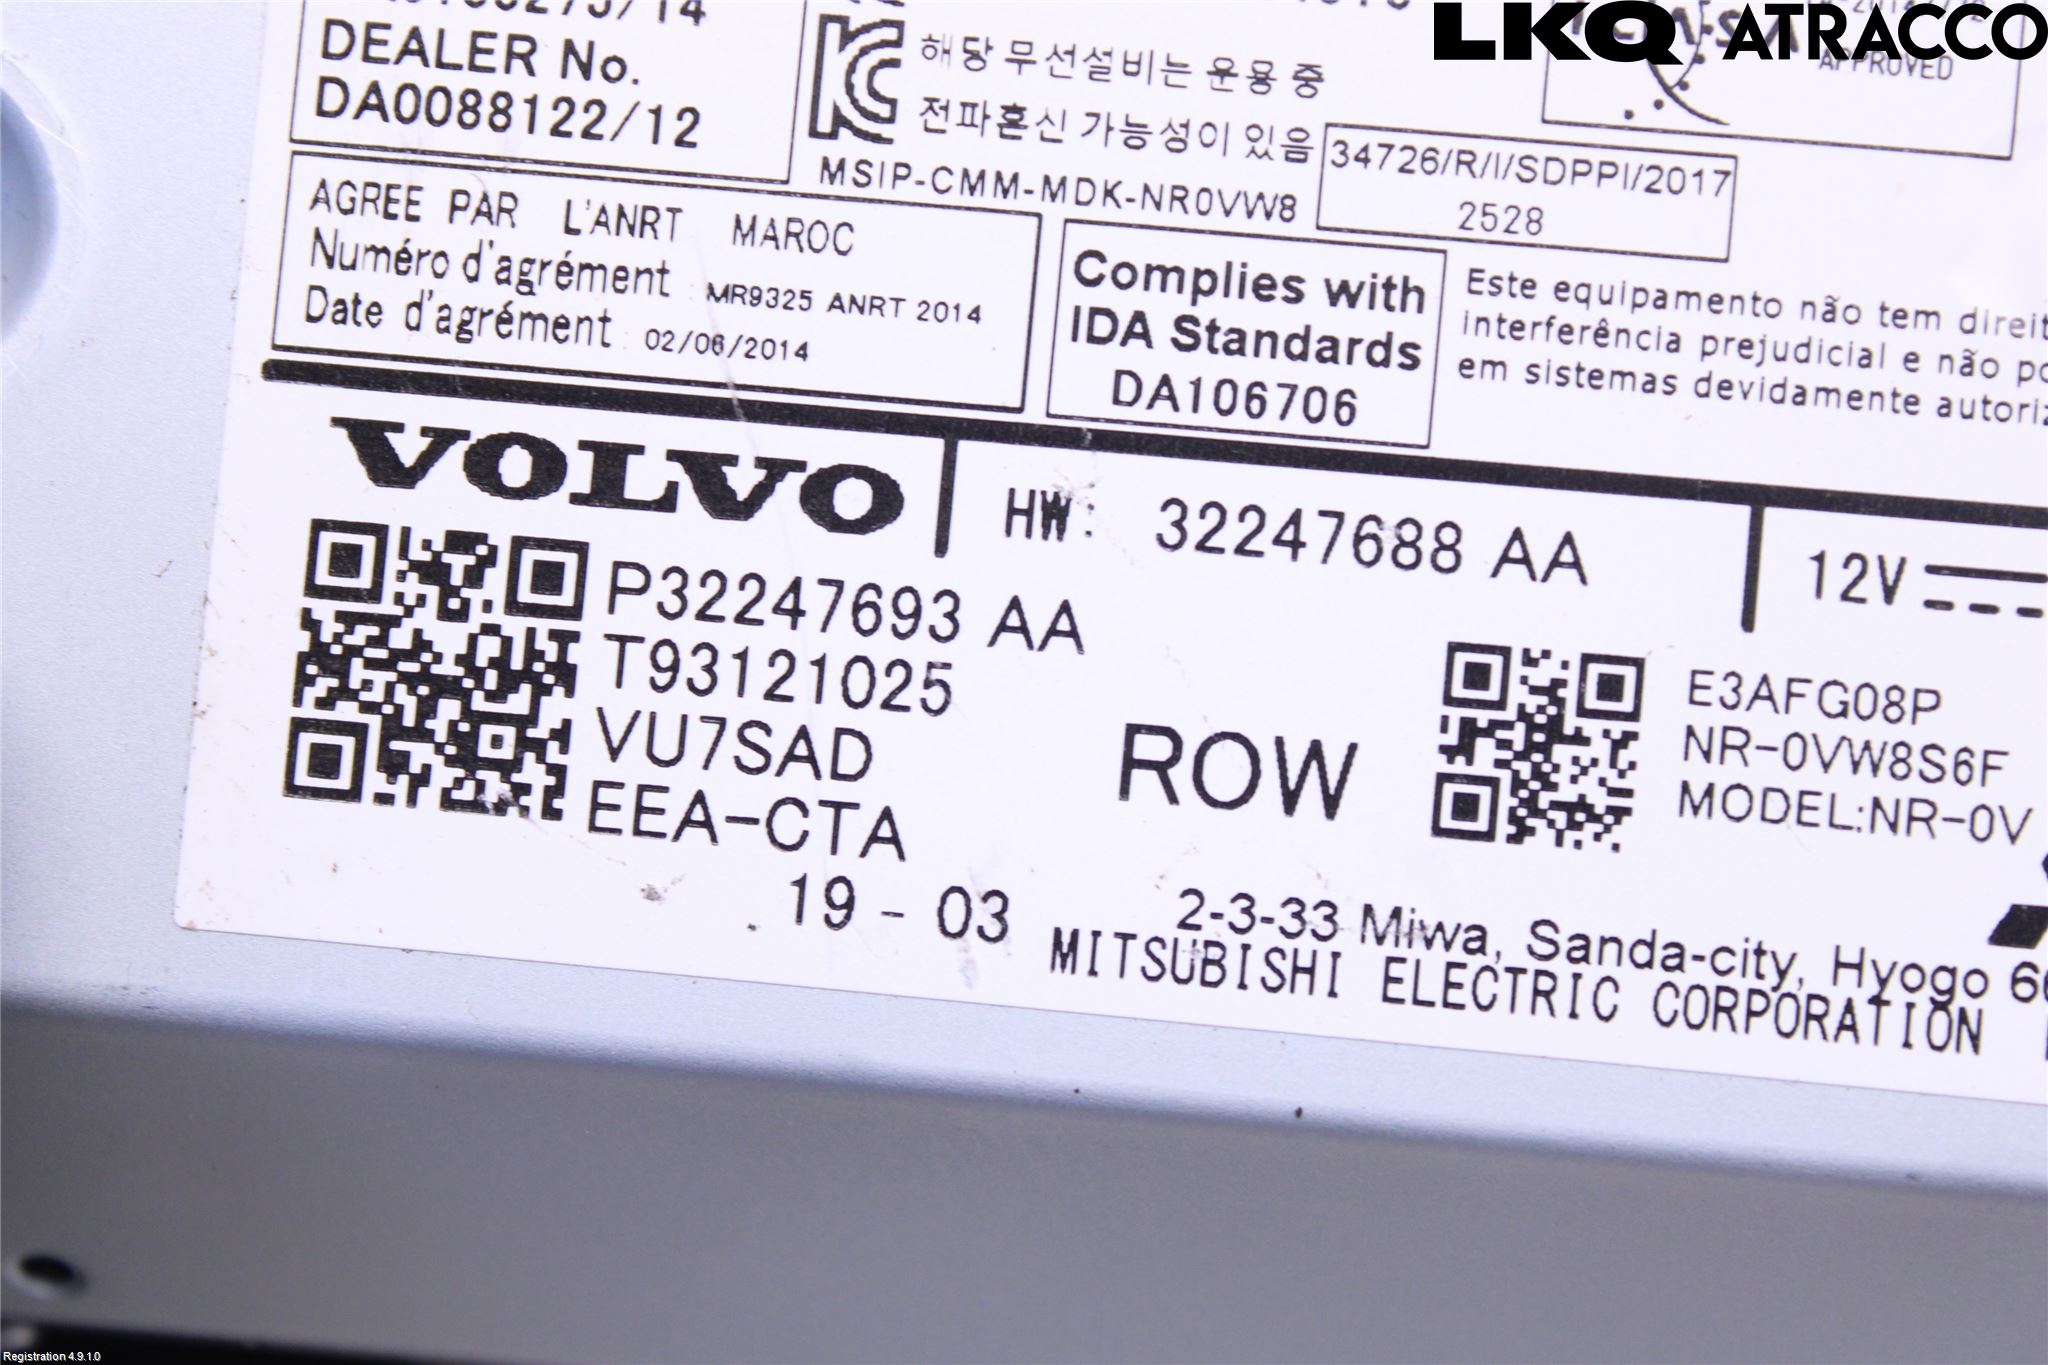 LKQ ATRACCO
DEALER No.
DA0088122/12
해당 무선설비는 운용 중
전파혼신 가능성이 있음
MSIP-CMM-MDK-NR0VW8
APPROVED
34726/R/I/SDPPI/2017
2528
AGREE PAR L'ANRT MAROC
Numéro d'agrément : MR9325 ANRT 2014
Date d'agrément : 02/06/2014
Complies with
IDA Standards
DA106706
Este equipamento não tem
interferência prejudicial e não
em sistemas devidamente
VOLVO
HW: 32247688 AA
12V
P32247693 AA
T93121025
VU7SAD
EEA-CTA
ROW
E3AFG08P
NR-0VW8S6F
MODEL:NR-0V
19 - 03
2-3-33 Miwa, Sanda-city, Hyogo
MITSUBISHI ELECTRIC CORPORATION
Registration 4.9.1.0